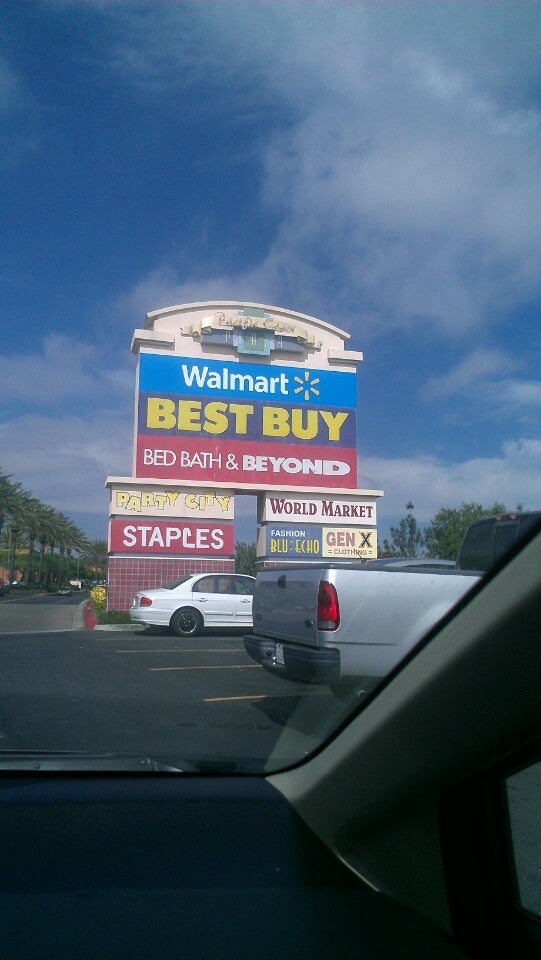 Walmart
BEST BUY
BED BATH & BEYOND
PARTY CITY
WORLD MARKET
STAPLES
FASHION
BLU:ECHO
GEN X
CLOTHING